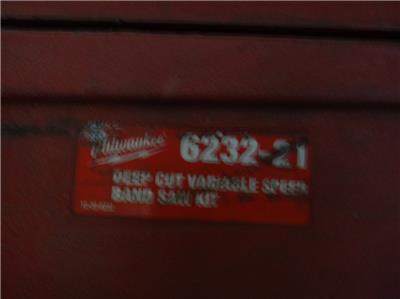 Milwaukee
6232-21
DEEP CUT VARIABLE SPEED
BAND SAW KIT